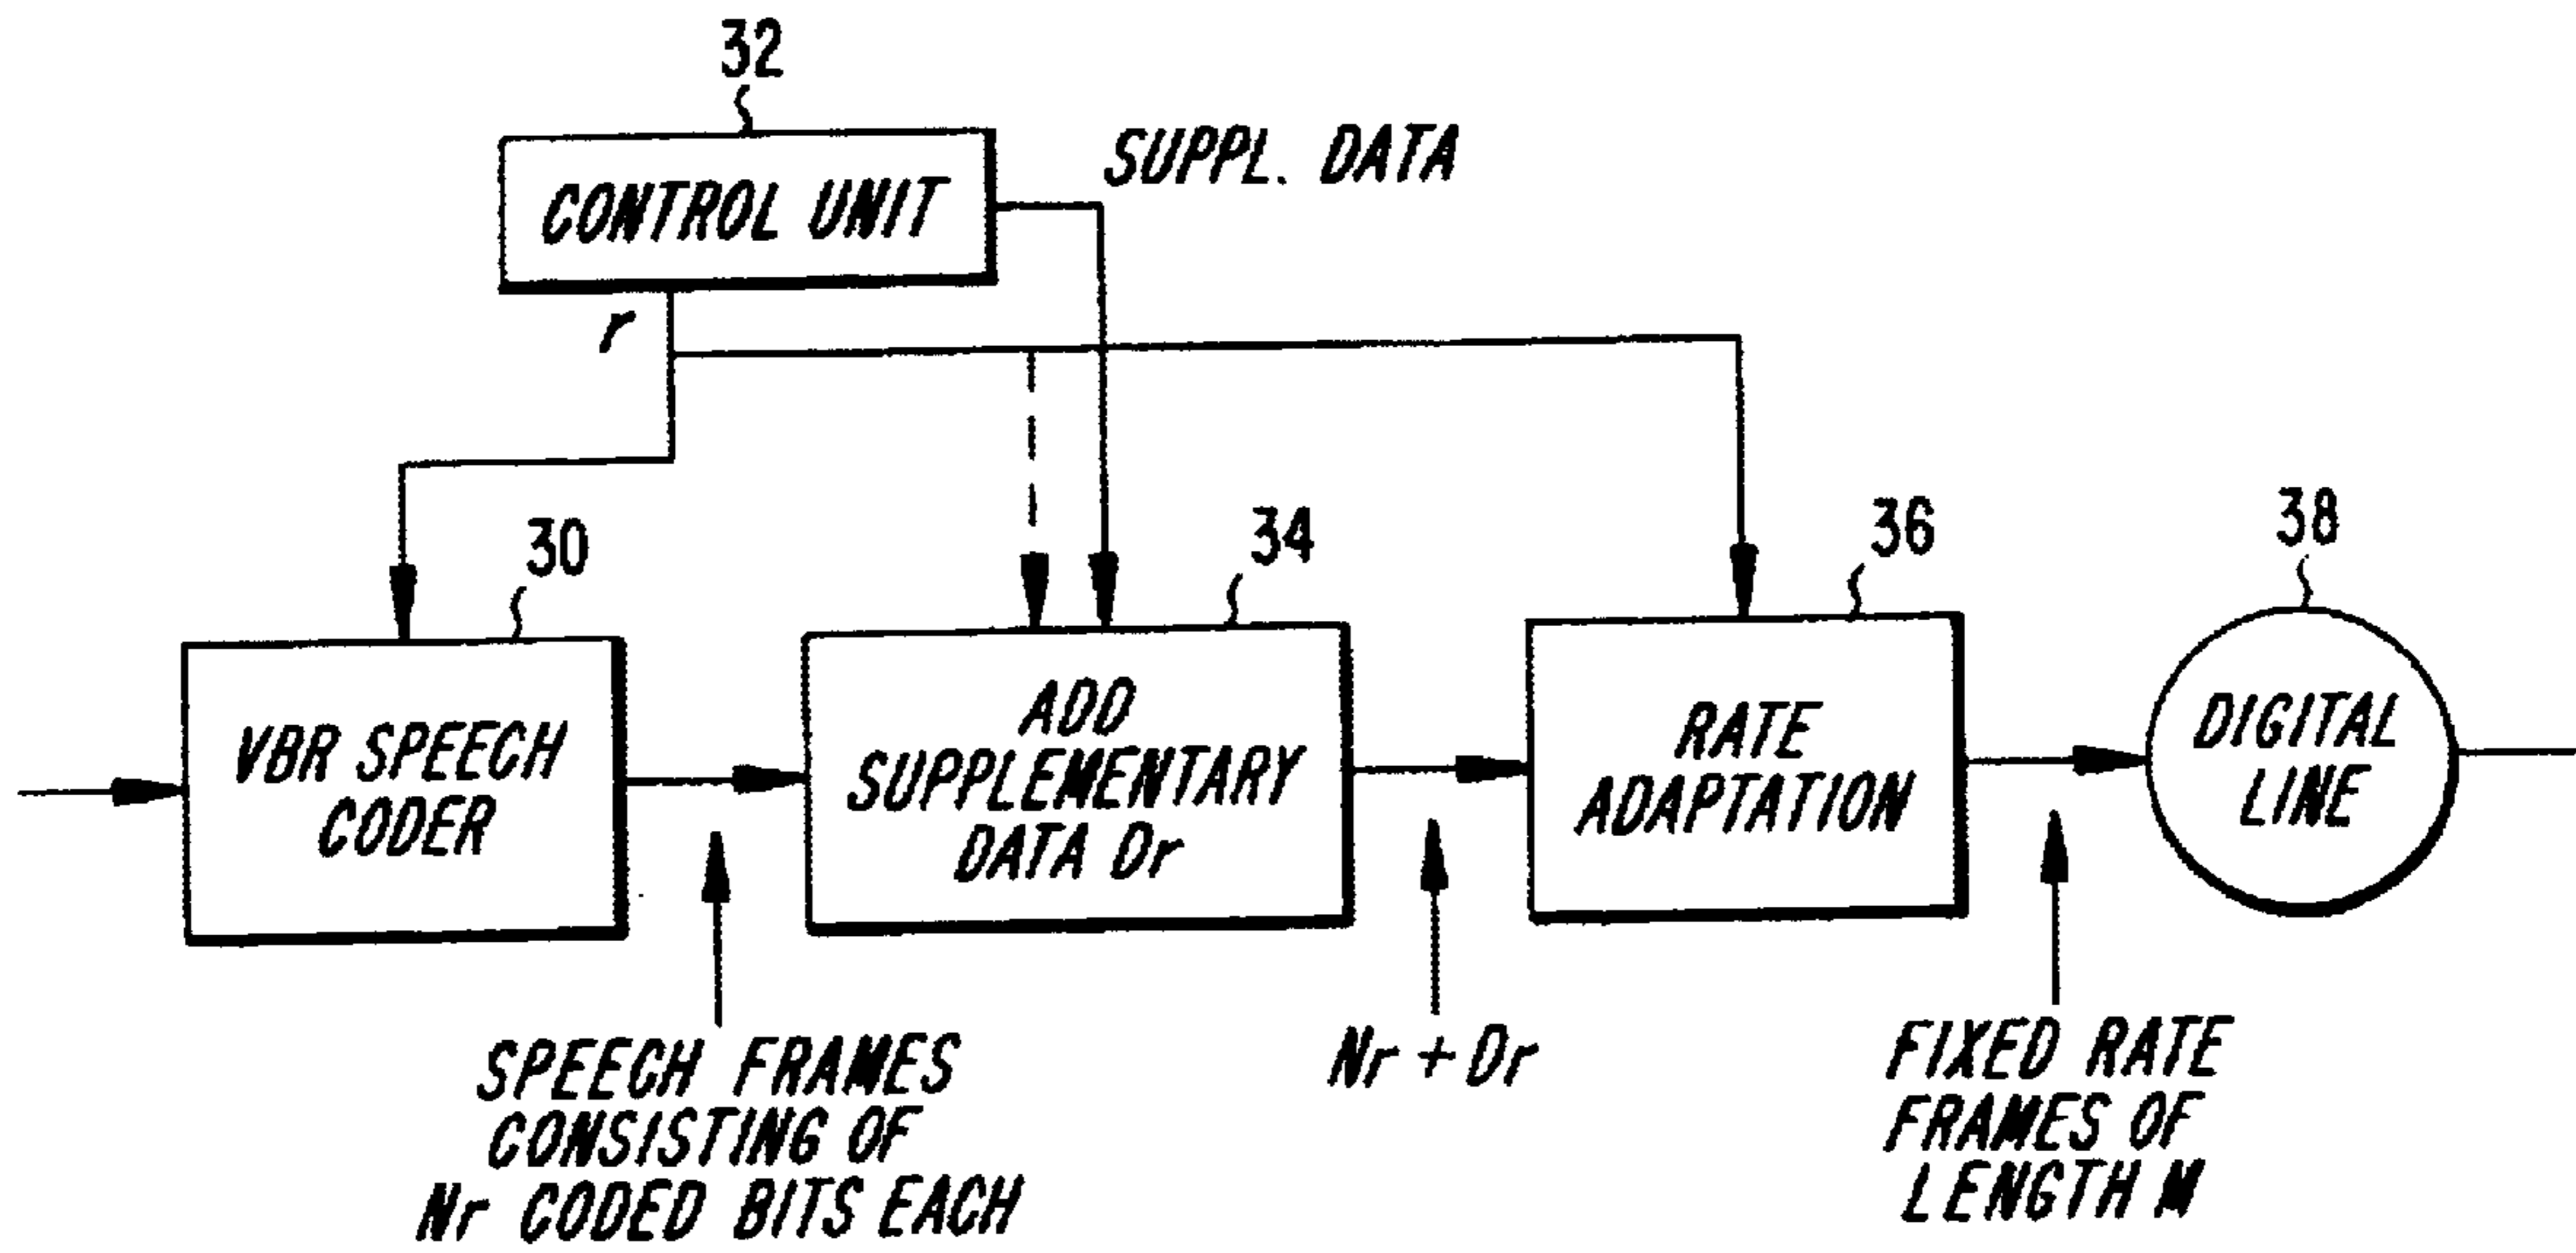 32
SUPPL. DATA
CONTROL UNIT
r
30
34
36
38
VBR SPEECH
CODER
ADD
SUPPLEMENTARY
DATA Dr
RATE
ADAPTATION
DIGITAL
LINE
SPEECH FRAMES
CONSISTING OF
Nr CODED BITS EACH
Nr + Dr
FIXED RATE
FRAMES OF
LENGTH M